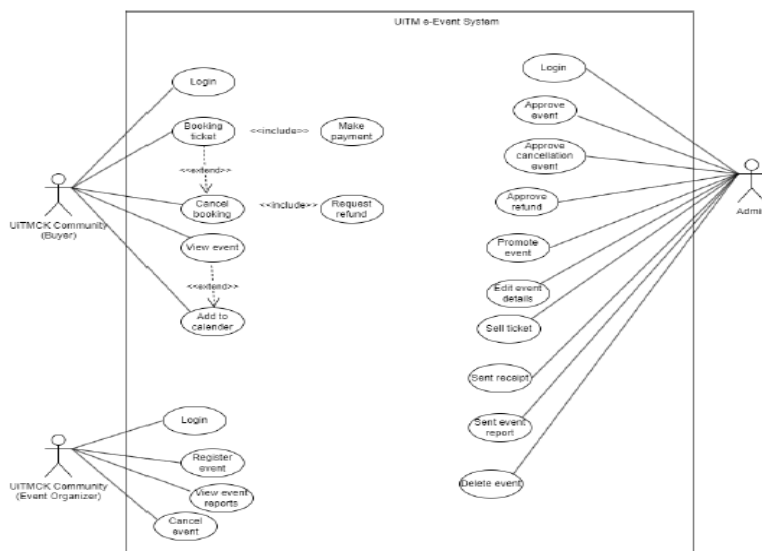 UITM e-Event System
Login
Booking
ticket
<<include>>
Make
payment
<<extend>>
Cancel
booking
<<include>>
Request
refund
View event
<<extend>>
Add to
calender
UiTMCK Community
(Buyer)
Login
Register
event
View event
reports
Cancel
event
UiTMCK Community
(Event Organizer)
Login
Approve
event
Approve
cancellation
event
Approve
refund
Promote
event
Edit event
details
Sell ticket
Sent receipt
Sent event
report
Delete event
Admin